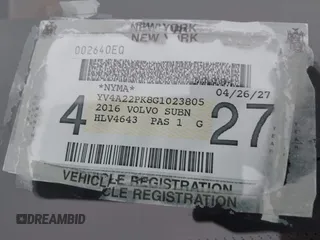 NEW YORK
NEW YORK
002640EQ
*NYMA*
04/26/27
YV4A22PK8G1023805
2016 VOLVO SUBN
HLV4643 PAS 1 G
4 27
VEHICLE REGISTRATION
VEHICLE REGISTRATION
DREAMBID